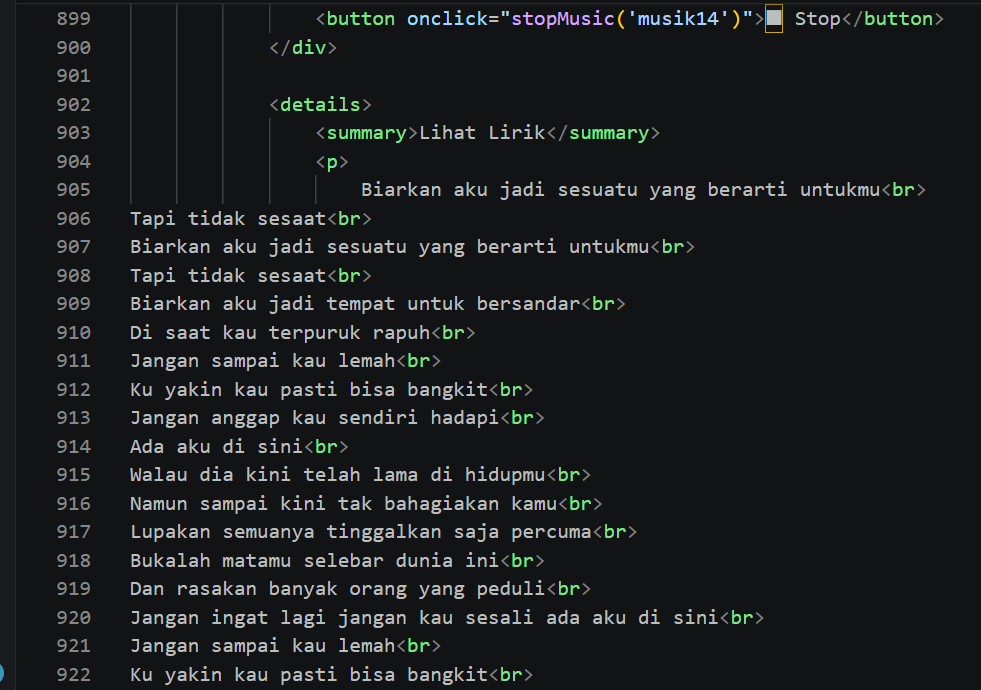 899 <button onclick="stopMusic('musik14')">⬜ Stop</button>
900 </div>
901
902 <details>
903 <summary>Lihat Lirik</summary>
904 <p>
905 Biarkan aku jadi sesuatu yang berarti untukmu<br>
906 Tapi tidak sesaat<br>
907 Biarkan aku jadi sesuatu yang berarti untukmu<br>
908 Tapi tidak sesaat<br>
909 Biarkan aku jadi tempat untuk bersandar<br>
910 Di saat kau terpuruk rapuh<br>
911 Jangan sampai kau lemah<br>
912 Ku yakin kau pasti bisa bangkit<br>
913 Jangan anggap kau sendiri hadapi<br>
914 Ada aku di sini<br>
915 Walau dia kini telah lama di hidupmu<br>
916 Namun sampai kini tak bahagiakan kamu<br>
917 Lupakan semuanya tinggalkan saja percuma<br>
918 Bukalah matamu selebar dunia ini<br>
919 Dan rasakan banyak orang yang peduli<br>
920 Jangan ingat lagi jangan kau sesali ada aku di sini<br>
921 Jangan sampai kau lemah<br>
922 Ku yakin kau pasti bisa bangkit<br>